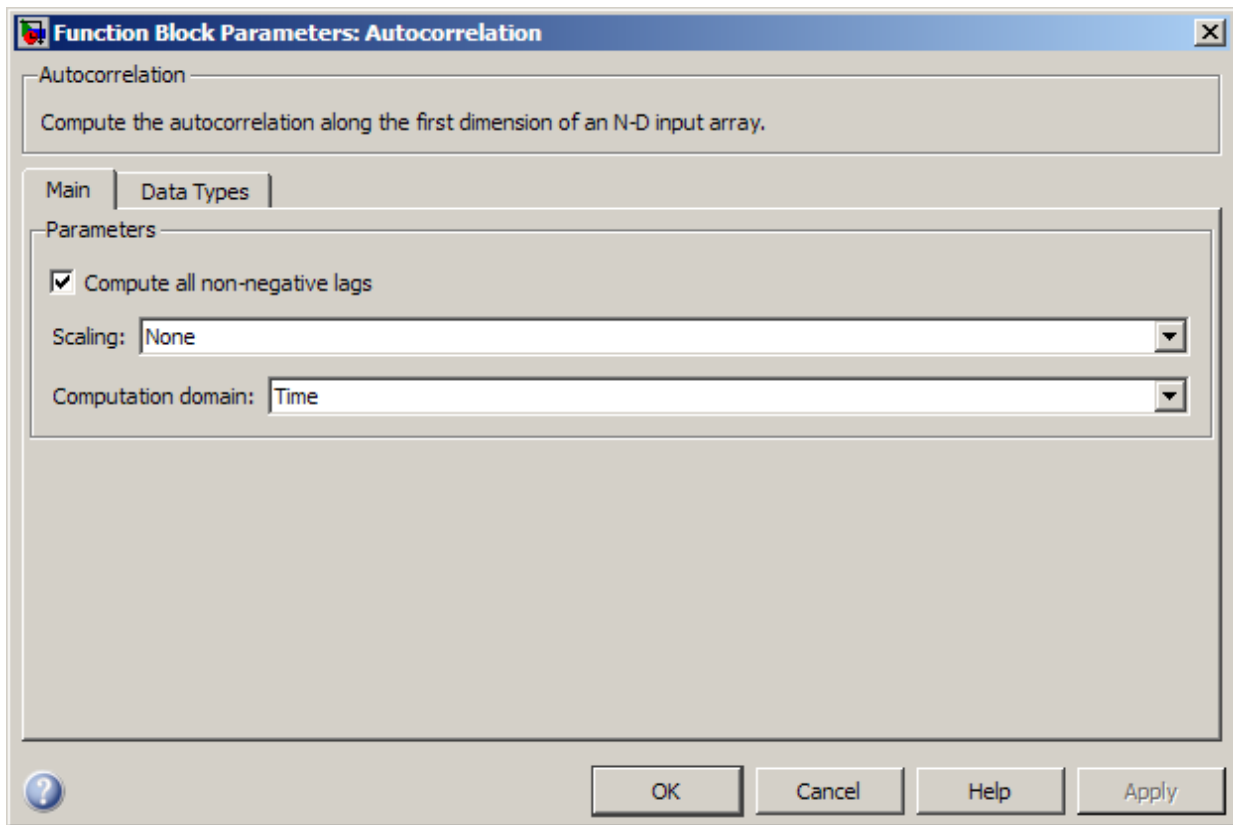 Function Block Parameters: Autocorrelation
Autocorrelation
Compute the autocorrelation along the first dimension of an N-D input array.
Main Data Types
Parameters
Compute all non-negative lags
Scaling: None
Computation domain: Time
? OK Cancel Help Apply